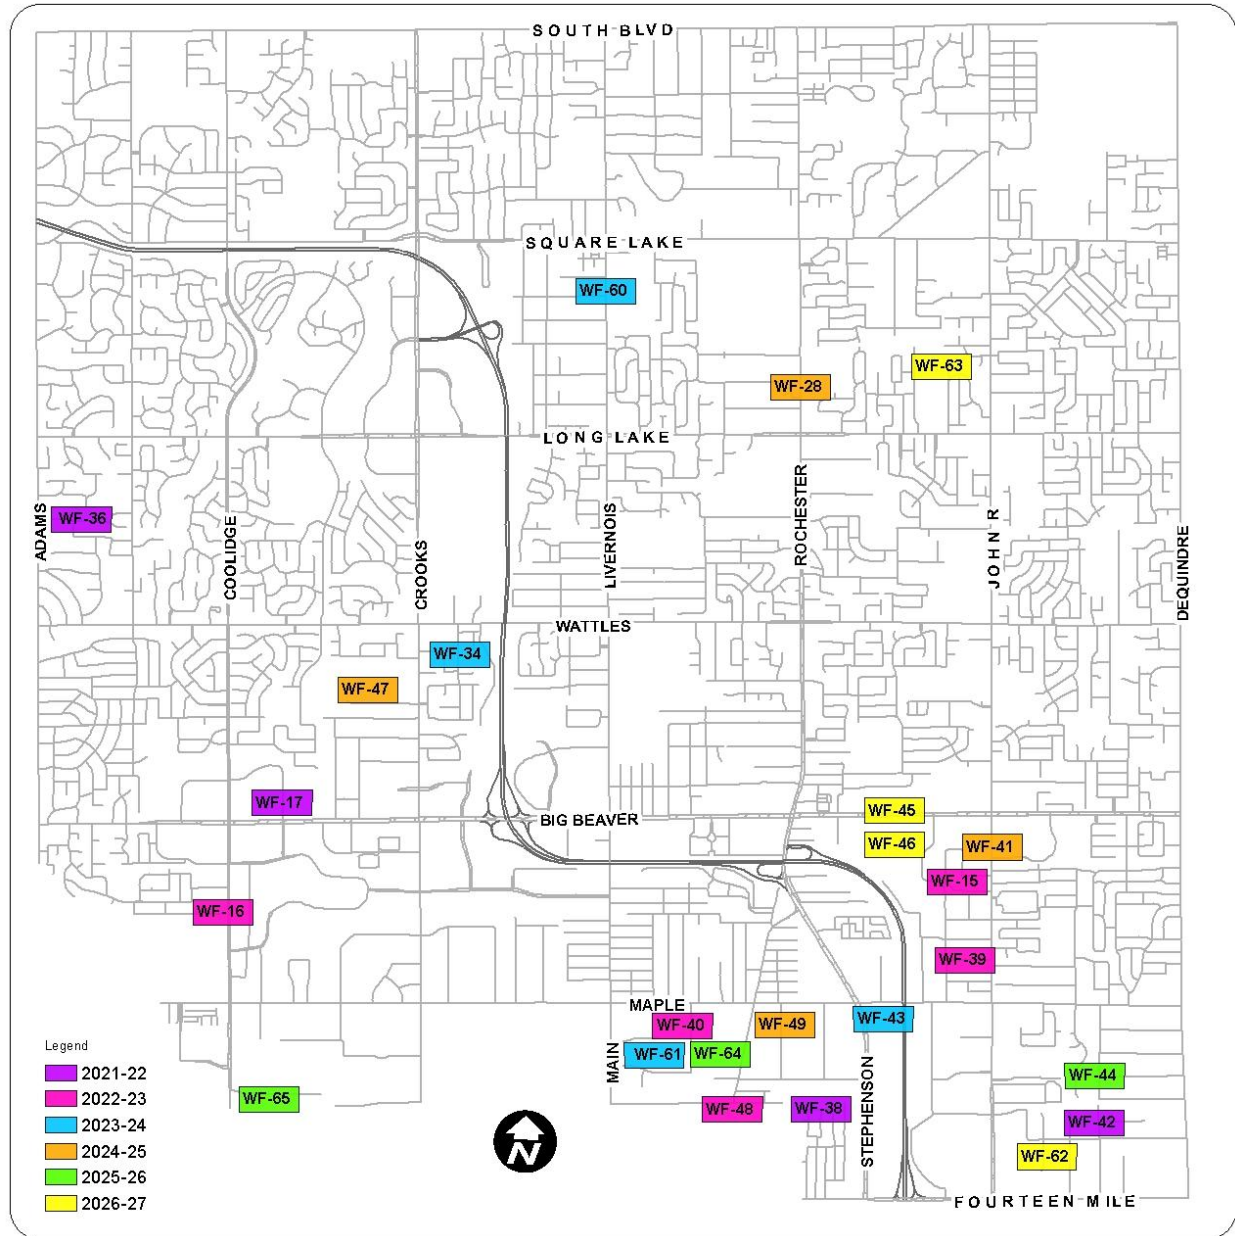 SOUTH BLVD
SQUARE LAKE
WF-60
WF-63
WF-28
LONG LAKE
ADAMS
WF-36
COOLIDGE
CROOKS
LIVERNOIS
ROCHESTER
JOHN R
DEQUINDRE
WATTLES
WF-34
WF-47
WF-17
BIG BEAVER
WF-45
WF-46
WF-41
WF-15
WF-16
WF-39
MAPLE
WF-40
WF-49
WF-43
MAIN
WF-61
WF-64
STEPHENSON
WF-44
WF-65
WF-48
WF-38
WF-42
WF-62
FOURTEEN MILE
N
Legend
2021-22
2022-23
2023-24
2024-25
2025-26
2026-27